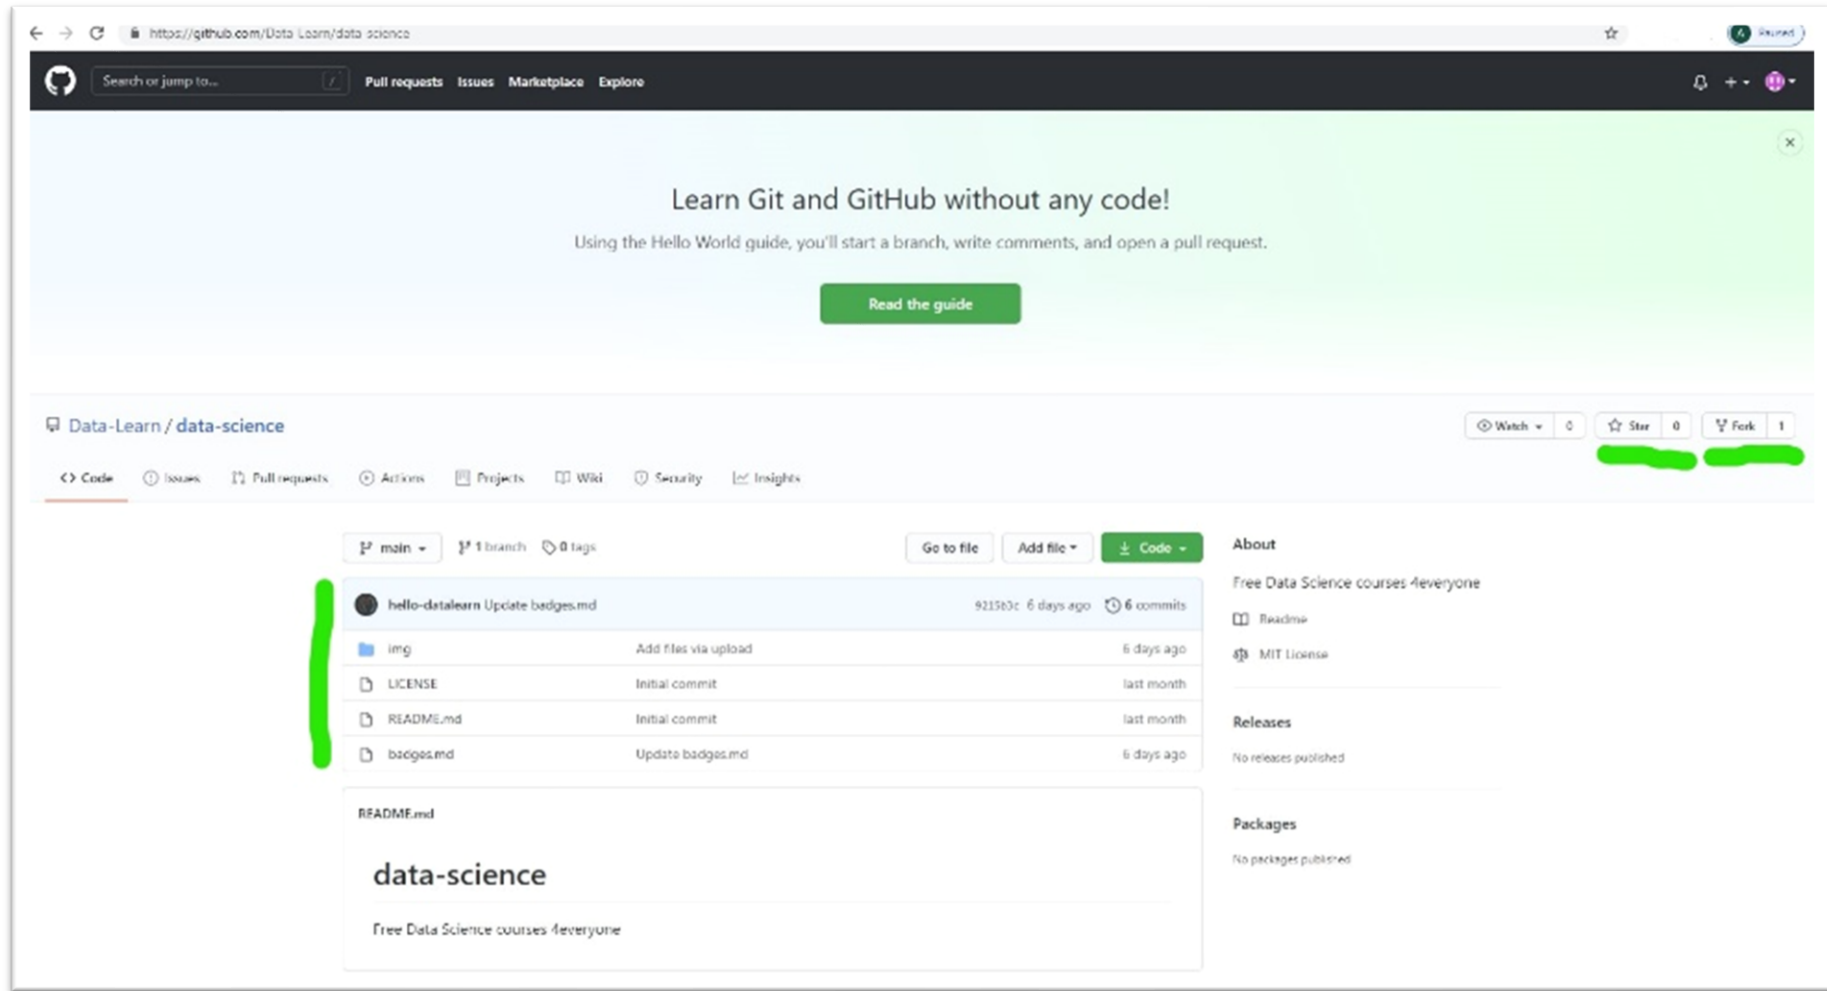 https://github.com/Data-Learn/data-science
Paused
Search or jump to... /
Pull requests Issues Marketplace Explore
Learn Git and GitHub without any code!
Using the Hello World guide, you'll start a branch, write comments, and open a pull request.
Read the guide
Data-Learn / data-science
Watch 0 Star 0 Fork 1
<> Code Issues Pull requests Actions Projects Wiki Security Insights
main 1 branch 0 tags Go to file Add file Code
About
Free Data Science courses 4everyone
Readme
MIT License
hello-datalearn Update badges.md 6 days ago 6 commits
img Add files via upload 6 days ago
LICENSE Initial commit last month
README.md Initial commit last month
badges.md Update badges.md 6 days ago
Releases
No releases published
Packages
No packages published
README.md
data-science
Free Data Science courses 4everyone